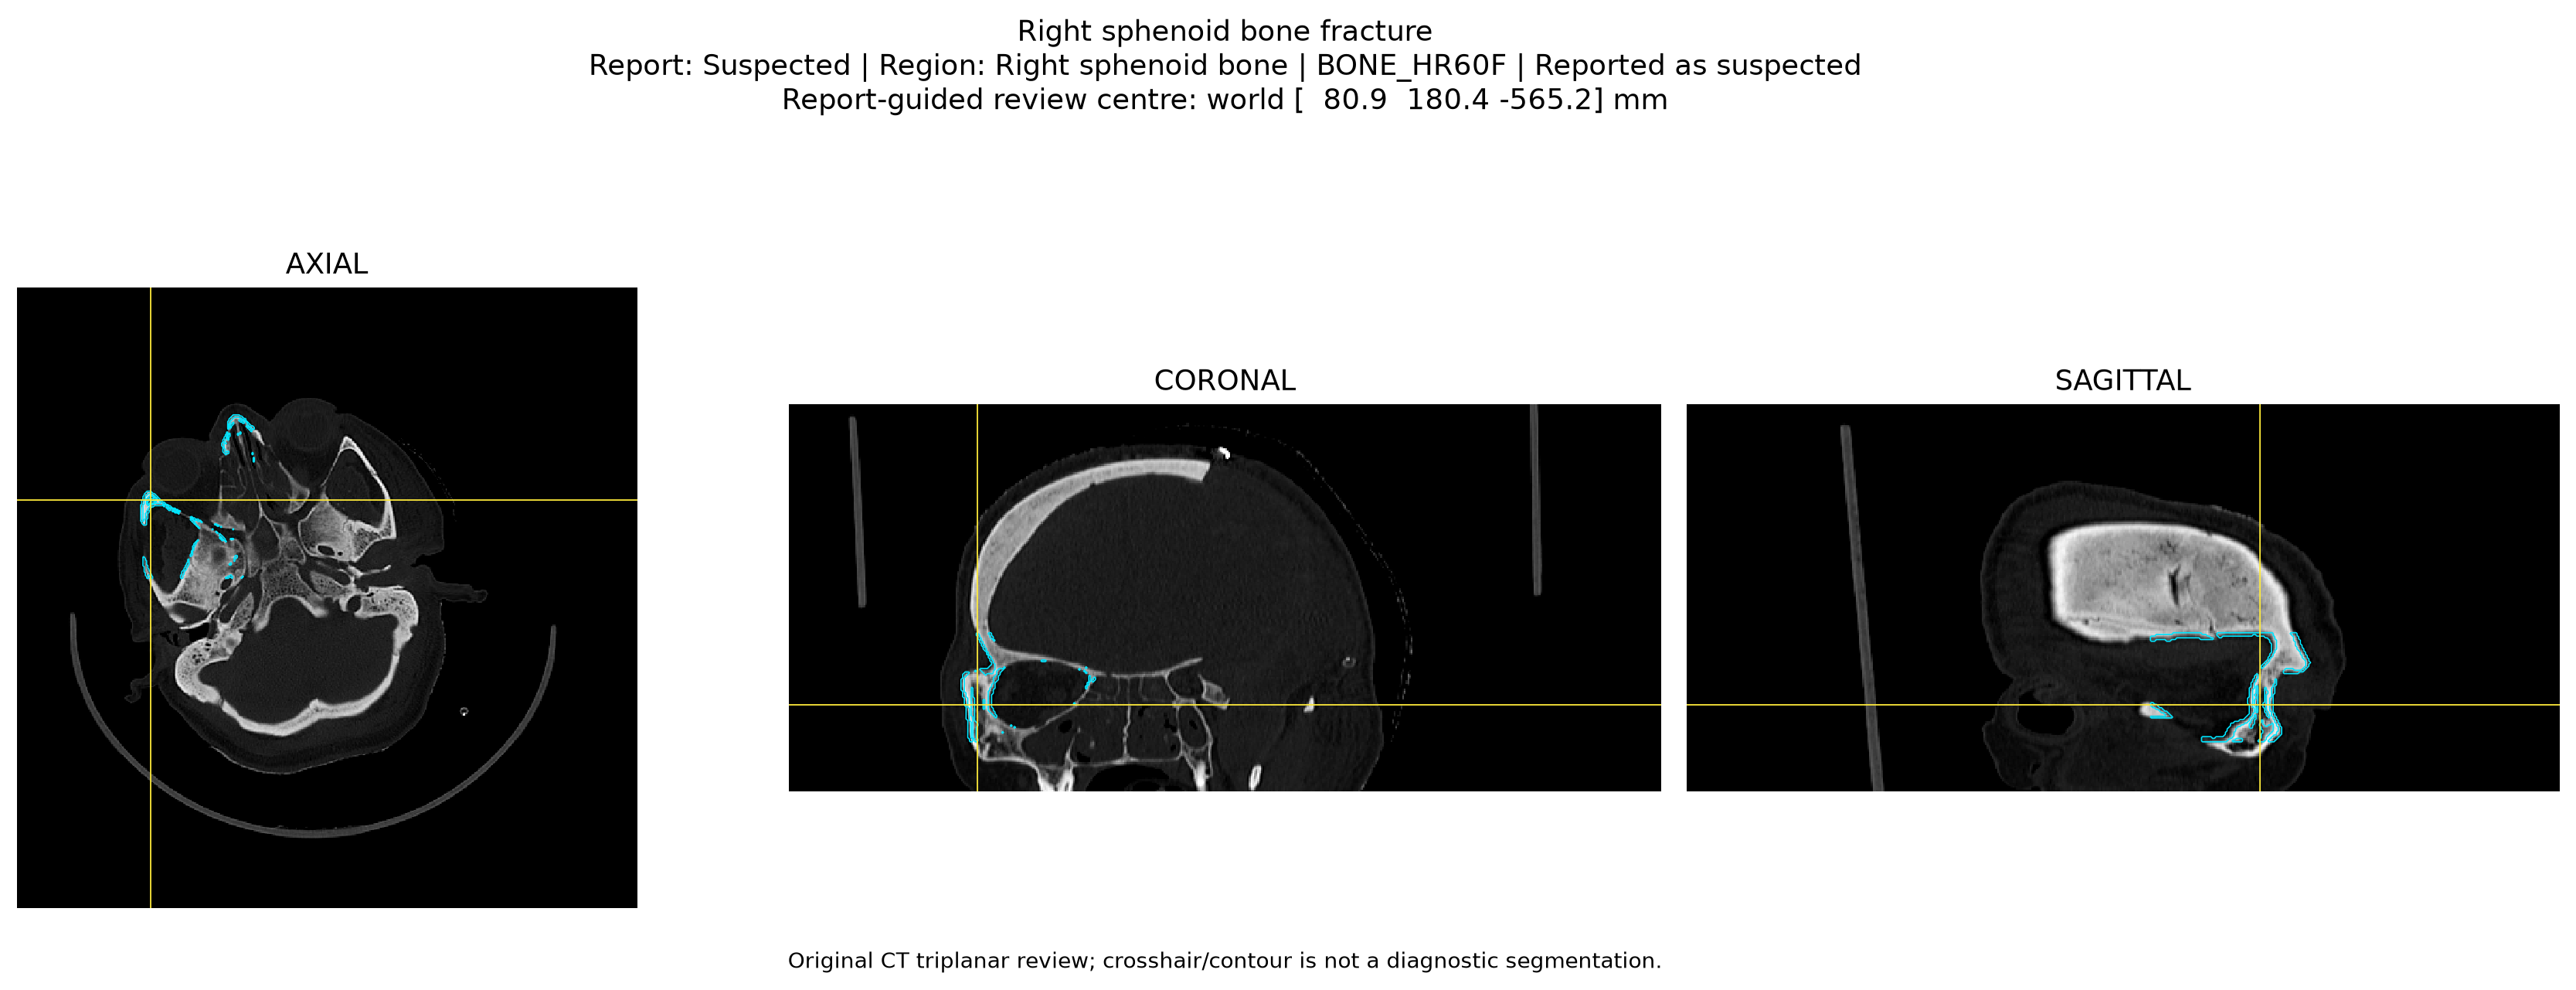 Right sphenoid bone fracture
Report: Suspected | Region: Right sphenoid bone | BONE_HR60F | Reported as suspected
Report-guided review centre: world [  80.9  180.4 -565.2] mm
AXIAL
CORONAL
SAGITTAL
Original CT triplanar review; crosshair/contour is not a diagnostic segmentation.